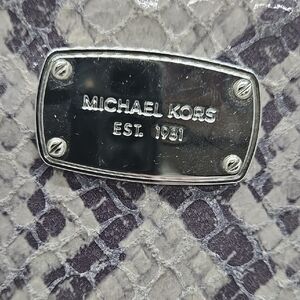 MICHAEL KORS
EST. 1981